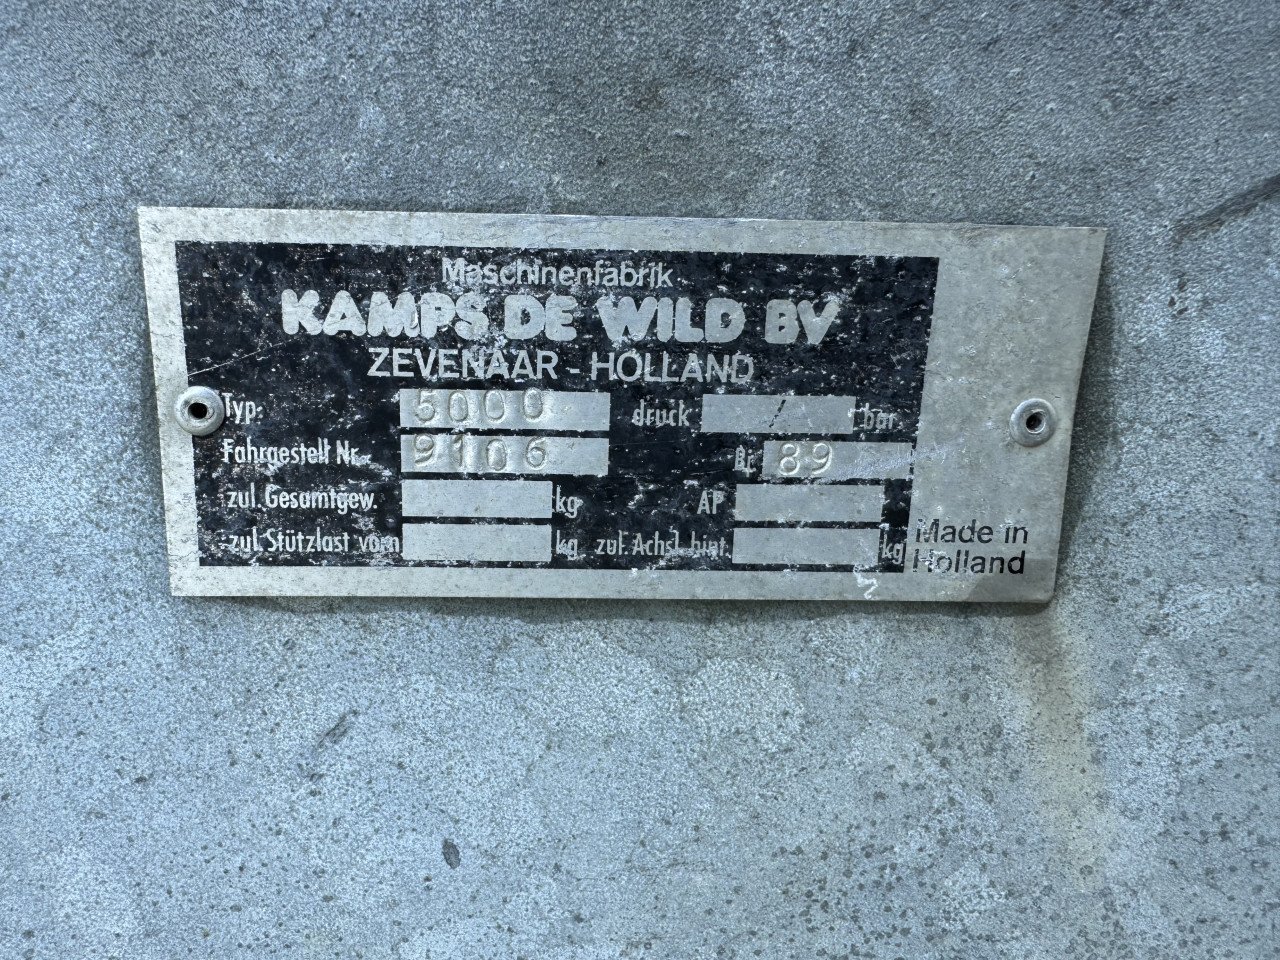 Maschinenfabrik
KAMPS DE WILD BV
ZEVENAAR - HOLLAND
Typ: 5000 druck / bar
Fahrgestell Nr. 9106 Bj. 89
zul. Gesamtgew. kg AP
zul. Stützlast vorn kg zul. Achsl. hint. kg
Made in
Holland